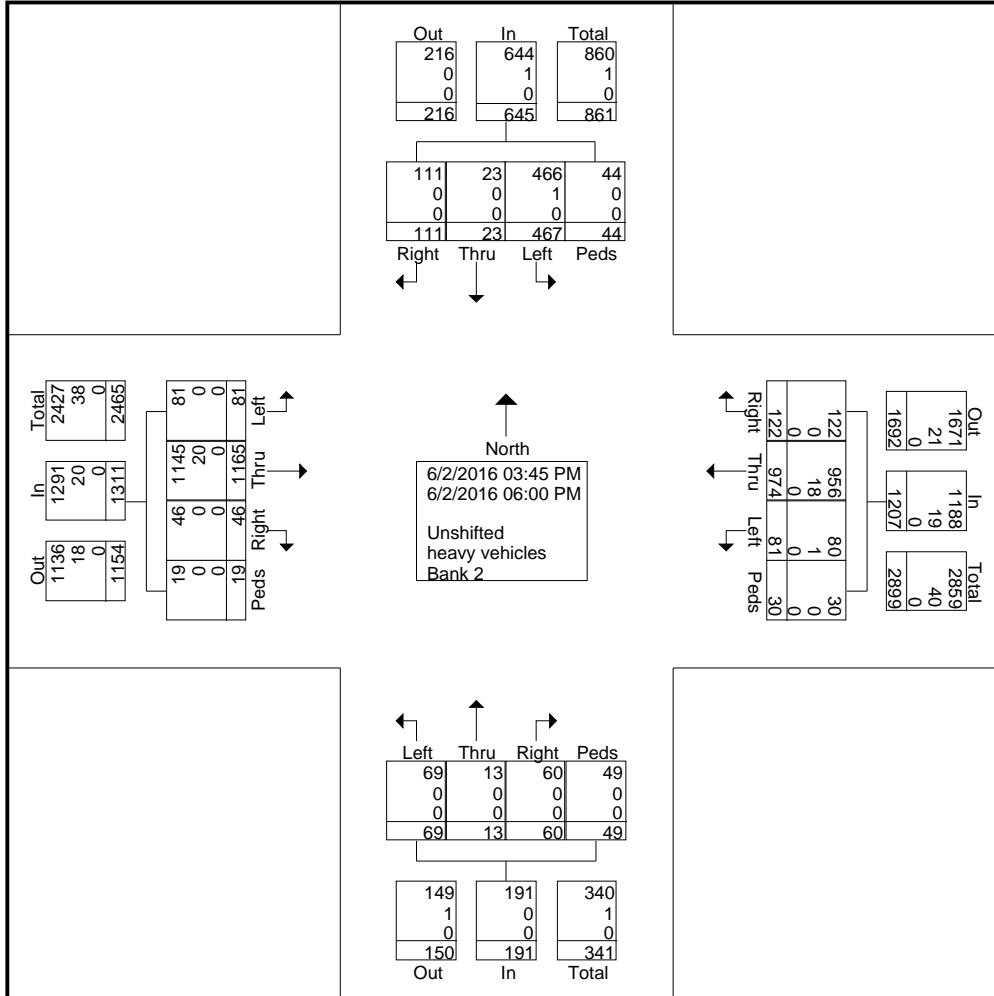 Out In Total
216 644 860
0 1 1
0 0 0
216 645 861
111 23 466 44
0 0 1 0
0 0 0 0
111 23 467 44
Right Thru Left Peds
Total
2427
38
0
2465
In
1291
20
0
1311
Out
1136
18
0
1154
81
0
0
81
Left
1145
20
0
1165
Thru
46
0
0
46
Right
19
0
0
19
Peds
North
6/2/2016 03:45 PM
6/2/2016 06:00 PM
Unshifted
heavy vehicles
Bank 2
Right
122
0
0
122
Thru
956
18
0
974
Left
80
1
0
81
Peds
30
0
0
30
Out
1671
21
0
1692
In
1188
19
0
1207
Total
2859
40
0
2899
Left Thru Right Peds
69 13 60 49
0 0 0 0
0 0 0 0
69 13 60 49
149 191 340
1 0 1
0 0 0
150 191 341
Out In Total